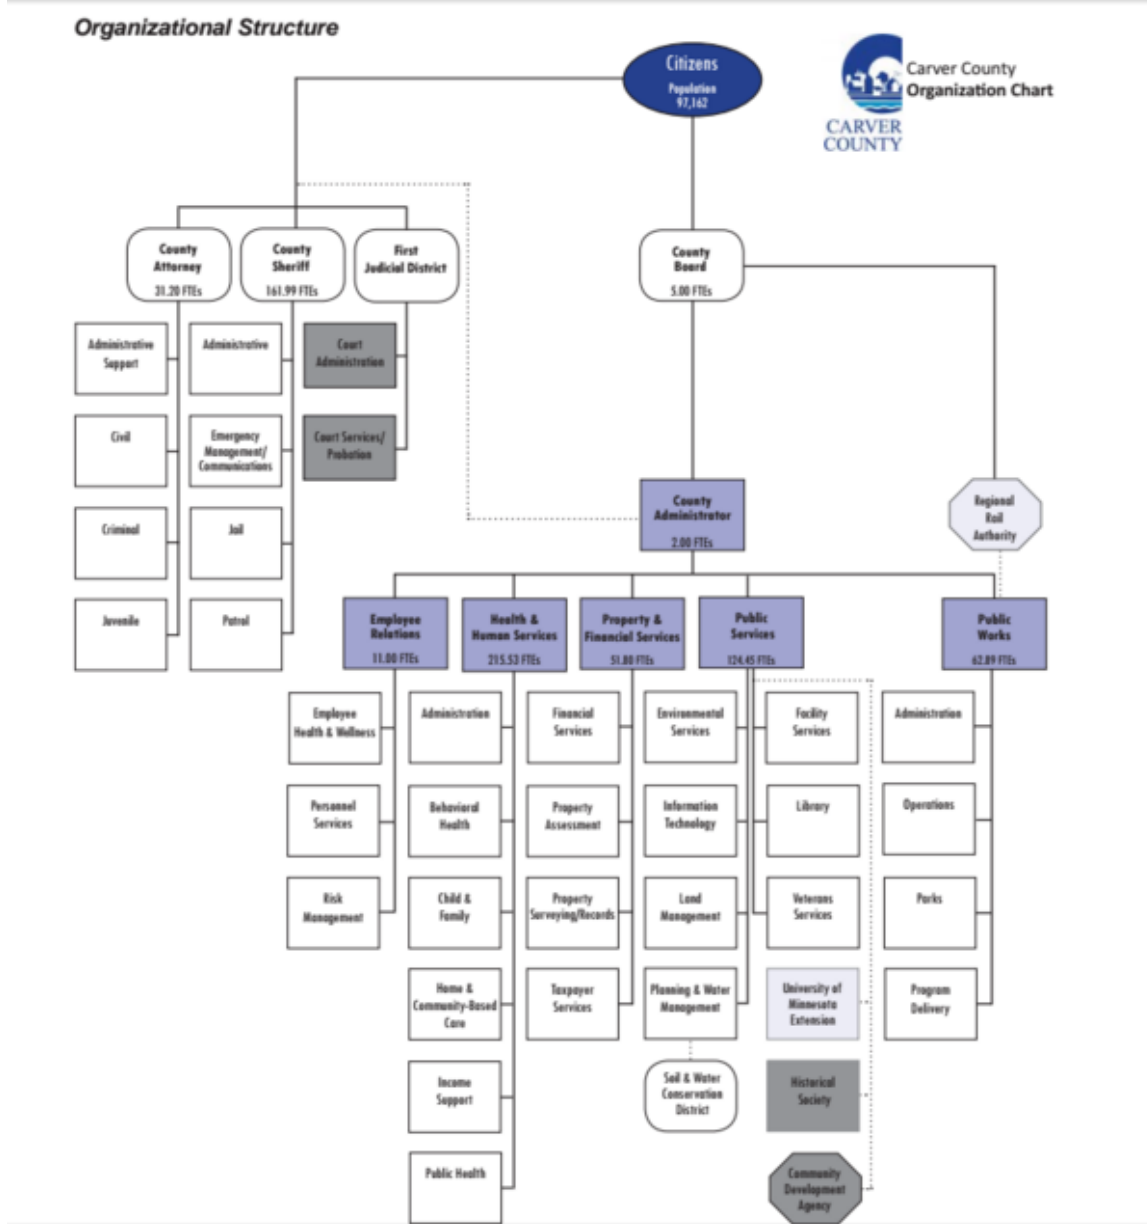 Organizational Structure
Citizens
Population
97,162
Carver County
Organization Chart
CARVER
COUNTY
County
Attorney
31.20 FTEs
County
Sheriff
161.99 FTEs
First
Judicial District
County
Board
5.00 FTEs
Administrative
Support
Administrative
Court
Administration
Civil
Emergency
Management/
Communications
Court Services/
Probation
Criminal
Jail
County
Administrator
2.00 FTEs
Regional
Rail
Authority
Juvenile
Patrol
Employee
Relations
11.00 FTEs
Health &
Human Services
215.53 FTEs
Property &
Financial Services
51.80 FTEs
Public
Services
124.45 FTEs
Public
Works
62.89 FTEs
Employee
Health & Wellness
Administration
Financial
Services
Environmental
Services
Facility
Services
Administration
Personnel
Services
Behavioral
Health
Property
Assessment
Information
Technology
Library
Operations
Risk
Management
Child &
Family
Property
Surveying/Records
Land
Management
Veterans
Services
Parks
Home &
Community-Based
Care
Taxpayer
Services
Planning & Water
Management
University of
Minnesota
Extension
Program
Delivery
Income
Support
Soil & Water
Conservation
District
Historical
Society
Public Health
Community
Development
Agency